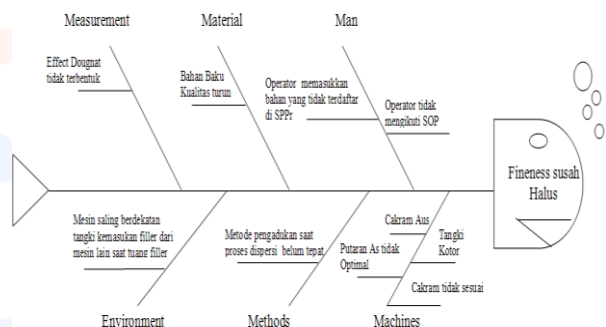 Measurement
Material
Man
Effect Dougnat
tidak terbentuk
Bahan Baku
Kualitas turun
Operator memasukkan
bahan yang tidak terdaftar
di SPPr
Operator tidak
mengikuti SOP
Fineness susah
Halus
Mesin saling berdekatan
tangki kemasukan filler dari
mesin lain saat tuang filler
Metode pengadukan saat
proses dispersi belum tepat
Cakram Aus
Putaran As tidak
Optimal
Tangki
Kotor
Cakram tidak sesuai
Environment
Methods
Machines